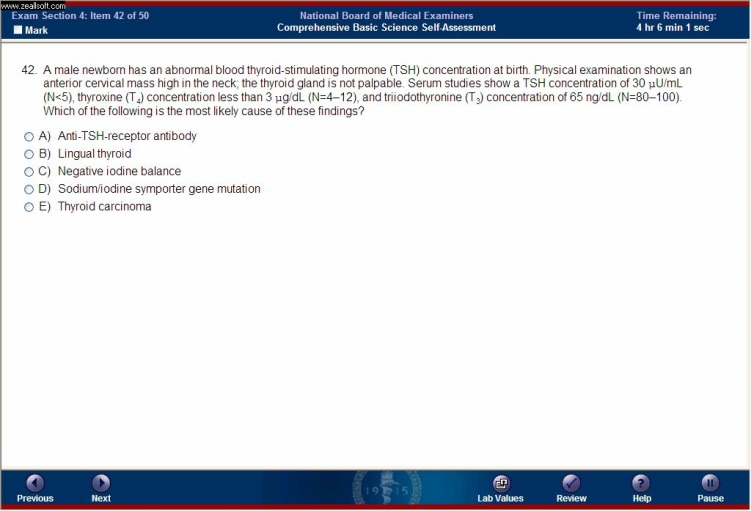 www.zeallsoft.com
Exam Section 4: Item 42 of 50
National Board of Medical Examiners
Time Remaining:
Mark
Comprehensive Basic Science Self-Assessment
4 hr 6 min 1 sec
42. A male newborn has an abnormal blood thyroid-stimulating hormone (TSH) concentration at birth. Physical examination shows an
anterior cervical mass high in the neck; the thyroid gland is not palpable. Serum studies show a TSH concentration of 30 μU/mL
(N<5), thyroxine (T4) concentration less than 3 μg/dL (N=4–12), and triiodothyronine (T3) concentration of 65 ng/dL (N=80–100).
Which of the following is the most likely cause of these findings?
A) Anti-TSH-receptor antibody
B) Lingual thyroid
C) Negative iodine balance
D) Sodium/iodine symporter gene mutation
E) Thyroid carcinoma
1915
Previous
Next
Lab Values
Review
Help
Pause